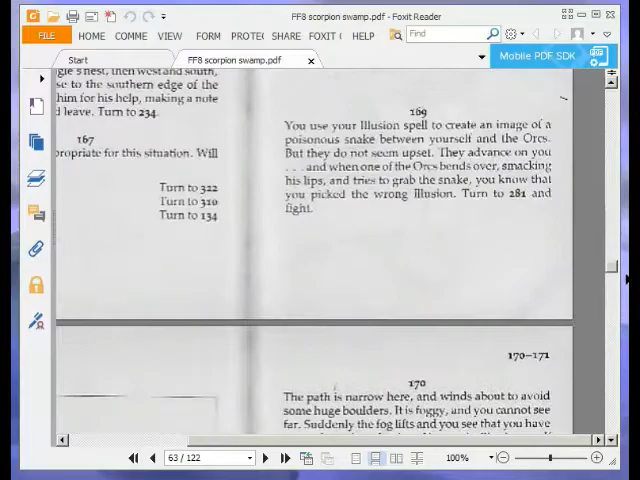 FF8 scorpion swamp.pdf - Foxit Reader
FILE HOME COMME VIEW FORM PROTE SHARE FOXIT C HELP Find
Start FF8 scorpion swamp.pdf Mobile PDF SDK
gle's nest, then west and south,
se to the southern edge of the
him for his help, making a note
d leave. Turn to 234.
167
propriate for this situation. Will
Turn to 322
Turn to 310
Turn to 134
169
You use your Illusion spell to create an image of a
poisonous snake between yourself and the Orcs.
But they do not seem upset. They advance on you
. . . and when one of the Orcs bends over, smacking
his lips, and tries to grab the snake, you know that
you picked the wrong Illusion. Turn to 281 and
fight.
170–171
170
The path is narrow here, and winds about to avoid
some huge boulders. It is foggy, and you cannot see
far. Suddenly the fog lifts and you see that you have
63 / 122 100%